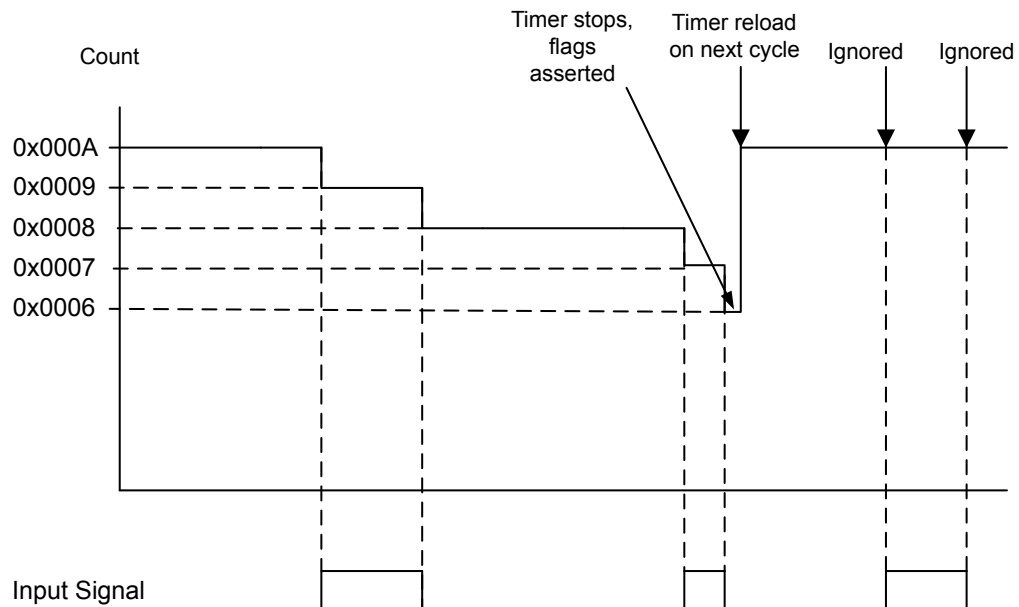 Timer stops,
flags
asserted
Timer reload
on next cycle
Ignored
Ignored
Count
0x000A
0x0009
0x0008
0x0007
0x0006
Input Signal